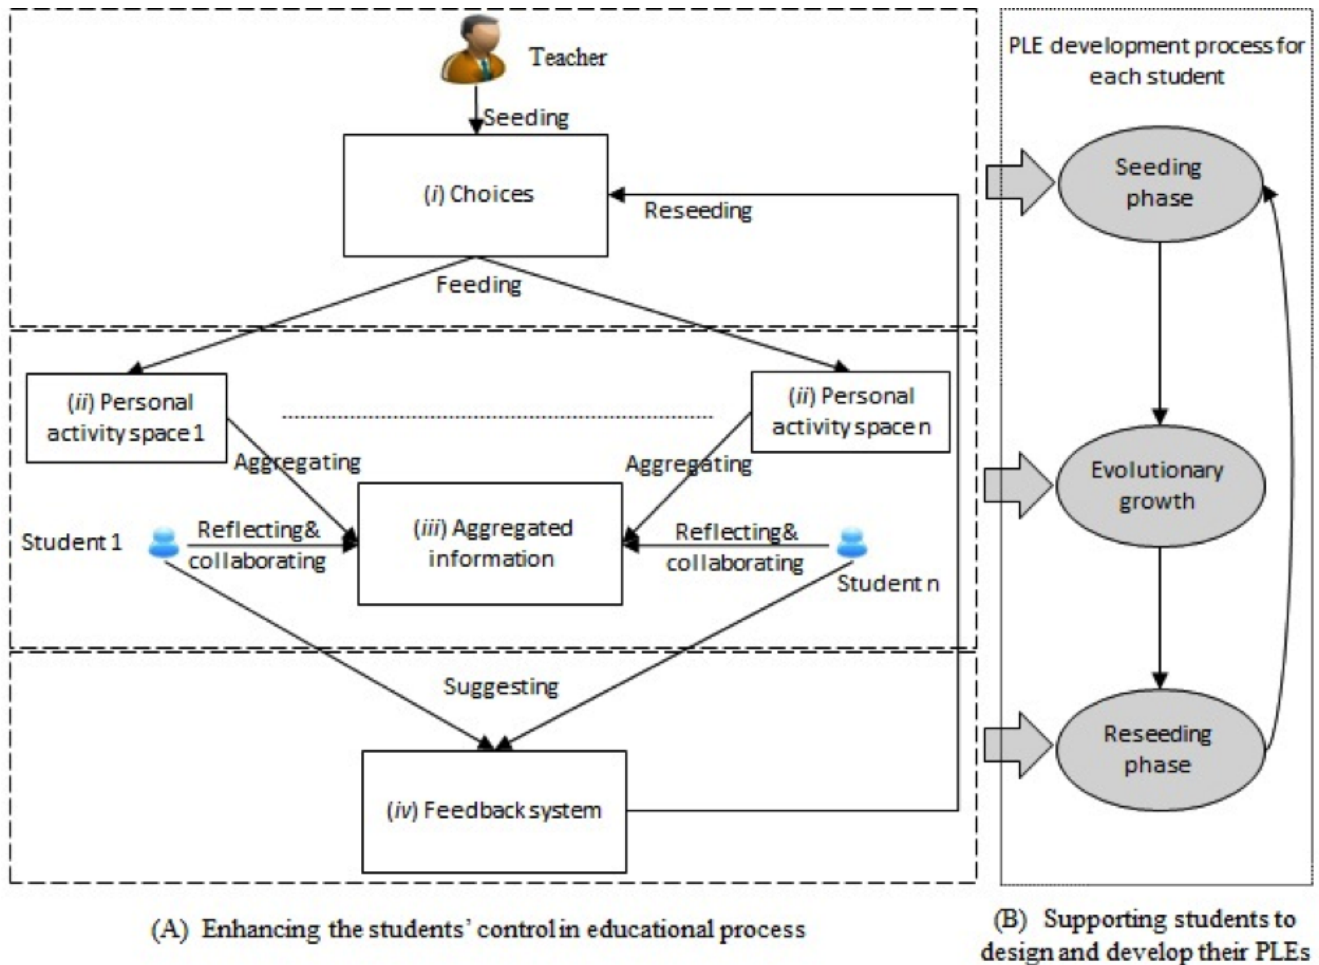 Teacher
Seeding
(i) Choices
Reseeding
Feeding
(ii) Personal
activity space 1
(ii) Personal
activity space n
Aggregating
Aggregating
Student 1
Reflecting&
collaborating
(iii) Aggregated
information
Reflecting&
collaborating
Student n
Suggesting
(iv) Feedback system
(A) Enhancing the students' control in educational process
PLE development process for
each student
Seeding
phase
Evolutionary
growth
Reseeding
phase
(B) Supporting students to
design and develop their PLEs